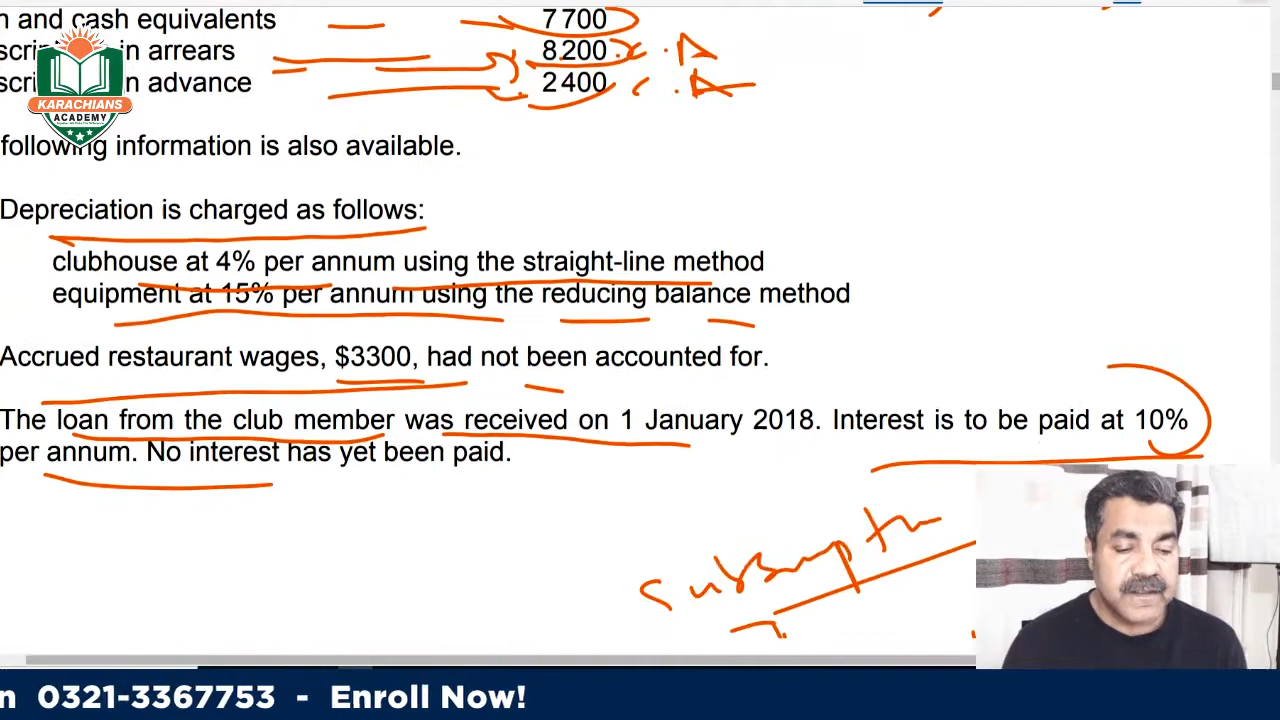 and cash equivalents 7 700
in arrears 8 200 A
in advance 2 400 A
KARACHIANS
ACADEMY
following information is also available.
Depreciation is charged as follows:
clubhouse at 4% per annum using the straight-line method
equipment at 15% per annum using the reducing balance method
Accrued restaurant wages, $3300, had not been accounted for.
The loan from the club member was received on 1 January 2018. Interest is to be paid at 10%
per annum. No interest has yet been paid.
n 0321-3367753 - Enroll Now!